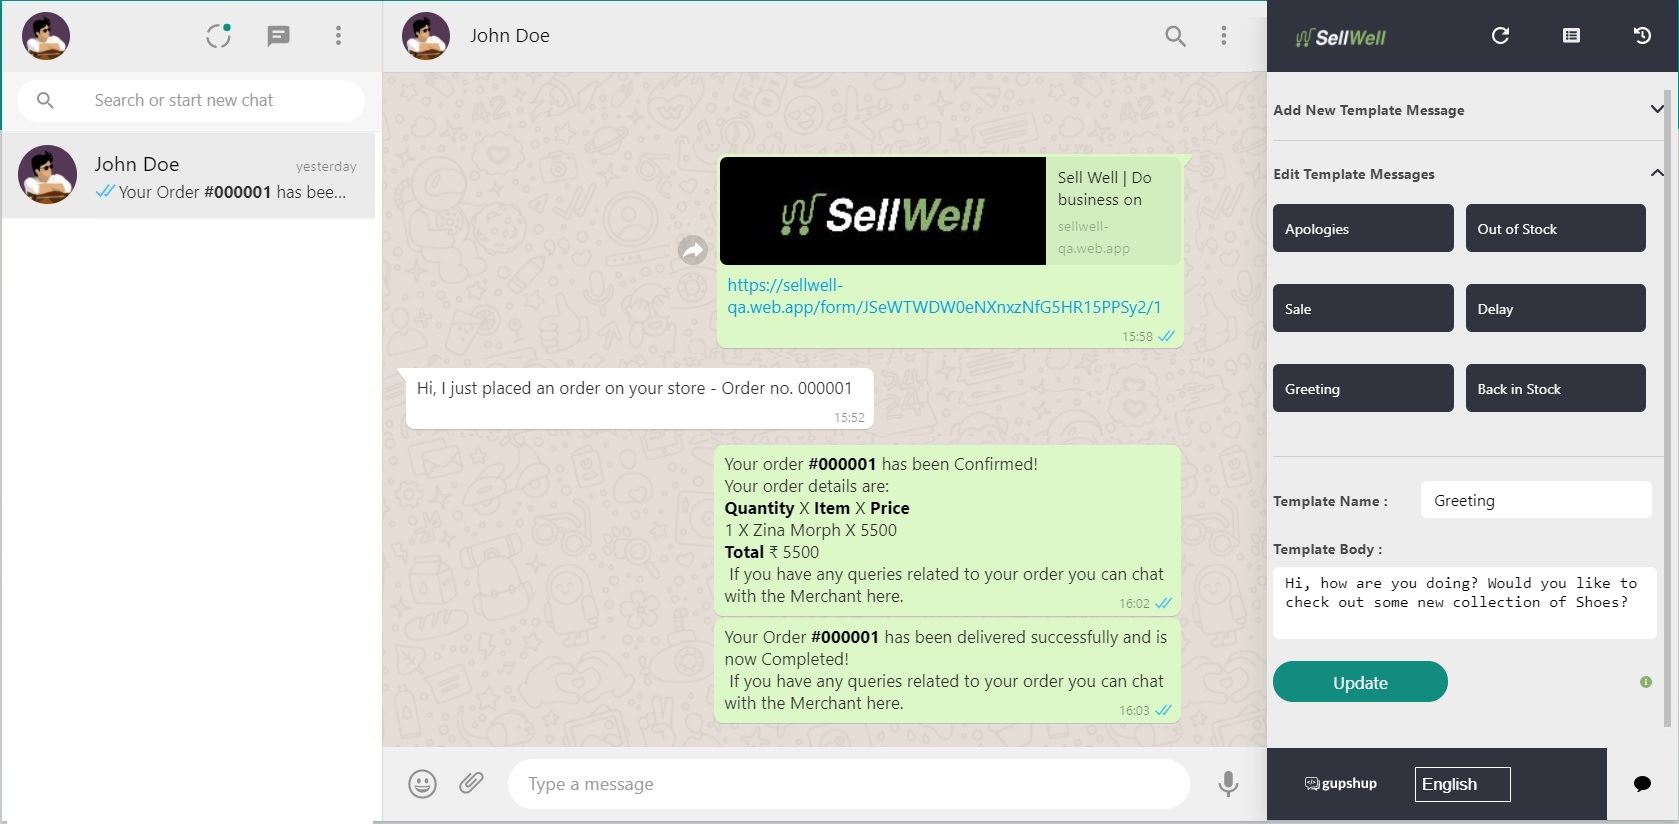 Search or start new chat
John Doe
yesterday
Your Order #000001 has bee...
John Doe
SellWell
Sell Well | Do
business on
sellwell-
qa.web.app
https://sellwell-
qa.web.app/form/JSeWTWDW0eNXnxzNfG5HR15PPSy2/1
15:58
Hi, I just placed an order on your store - Order no. 000001
15:52
Your order #000001 has been Confirmed!
Your order details are:
Quantity X Item X Price
1 X Zina Morph X 5500
Total ₹ 5500
If you have any queries related to your order you can chat
with the Merchant here.
16:02
Your Order #000001 has been delivered successfully and is
now Completed!
If you have any queries related to your order you can chat
with the Merchant here.
16:03
Type a message
SellWell
Add New Template Message
Edit Template Messages
Apologies
Out of Stock
Sale
Delay
Greeting
Back in Stock
Template Name :
Greeting
Template Body :
Hi, how are you doing? Would you like to
check out some new collection of Shoes?
Update
gupshup
English